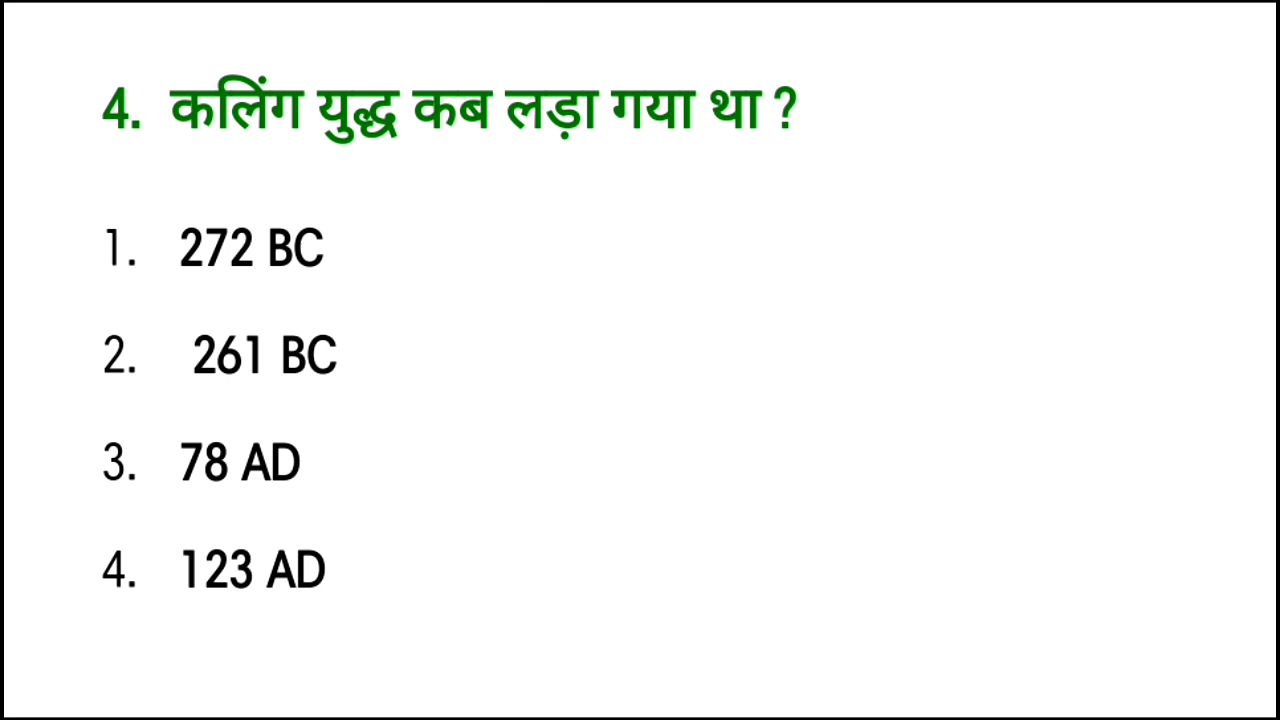 4. कलिंग युद्ध कब लड़ा गया था ?
1. 272 BC
2. 261 BC
3. 78 AD
4. 123 AD